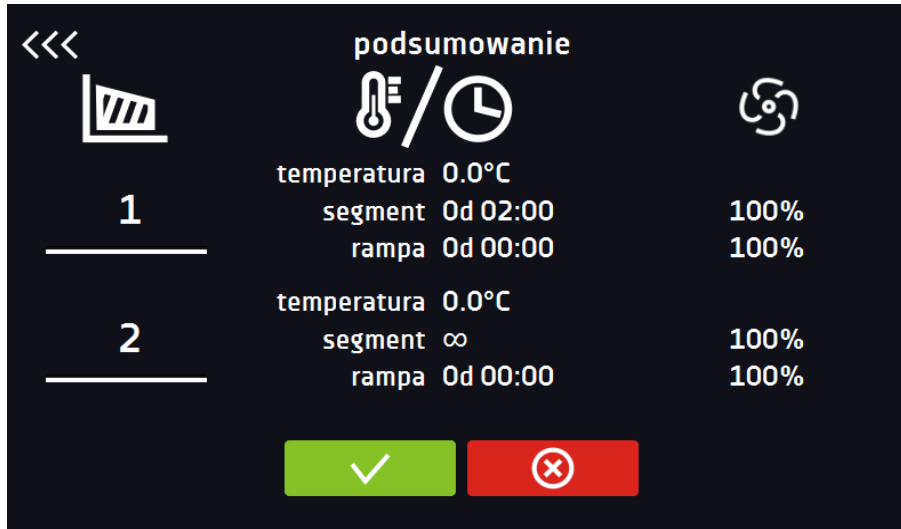 <<< podsumowanie
temperatura 0.0°C
1 segment 0d 02:00 100%
rampa 0d 00:00 100%
temperatura 0.0°C
2 segment ∞ 100%
rampa 0d 00:00 100%